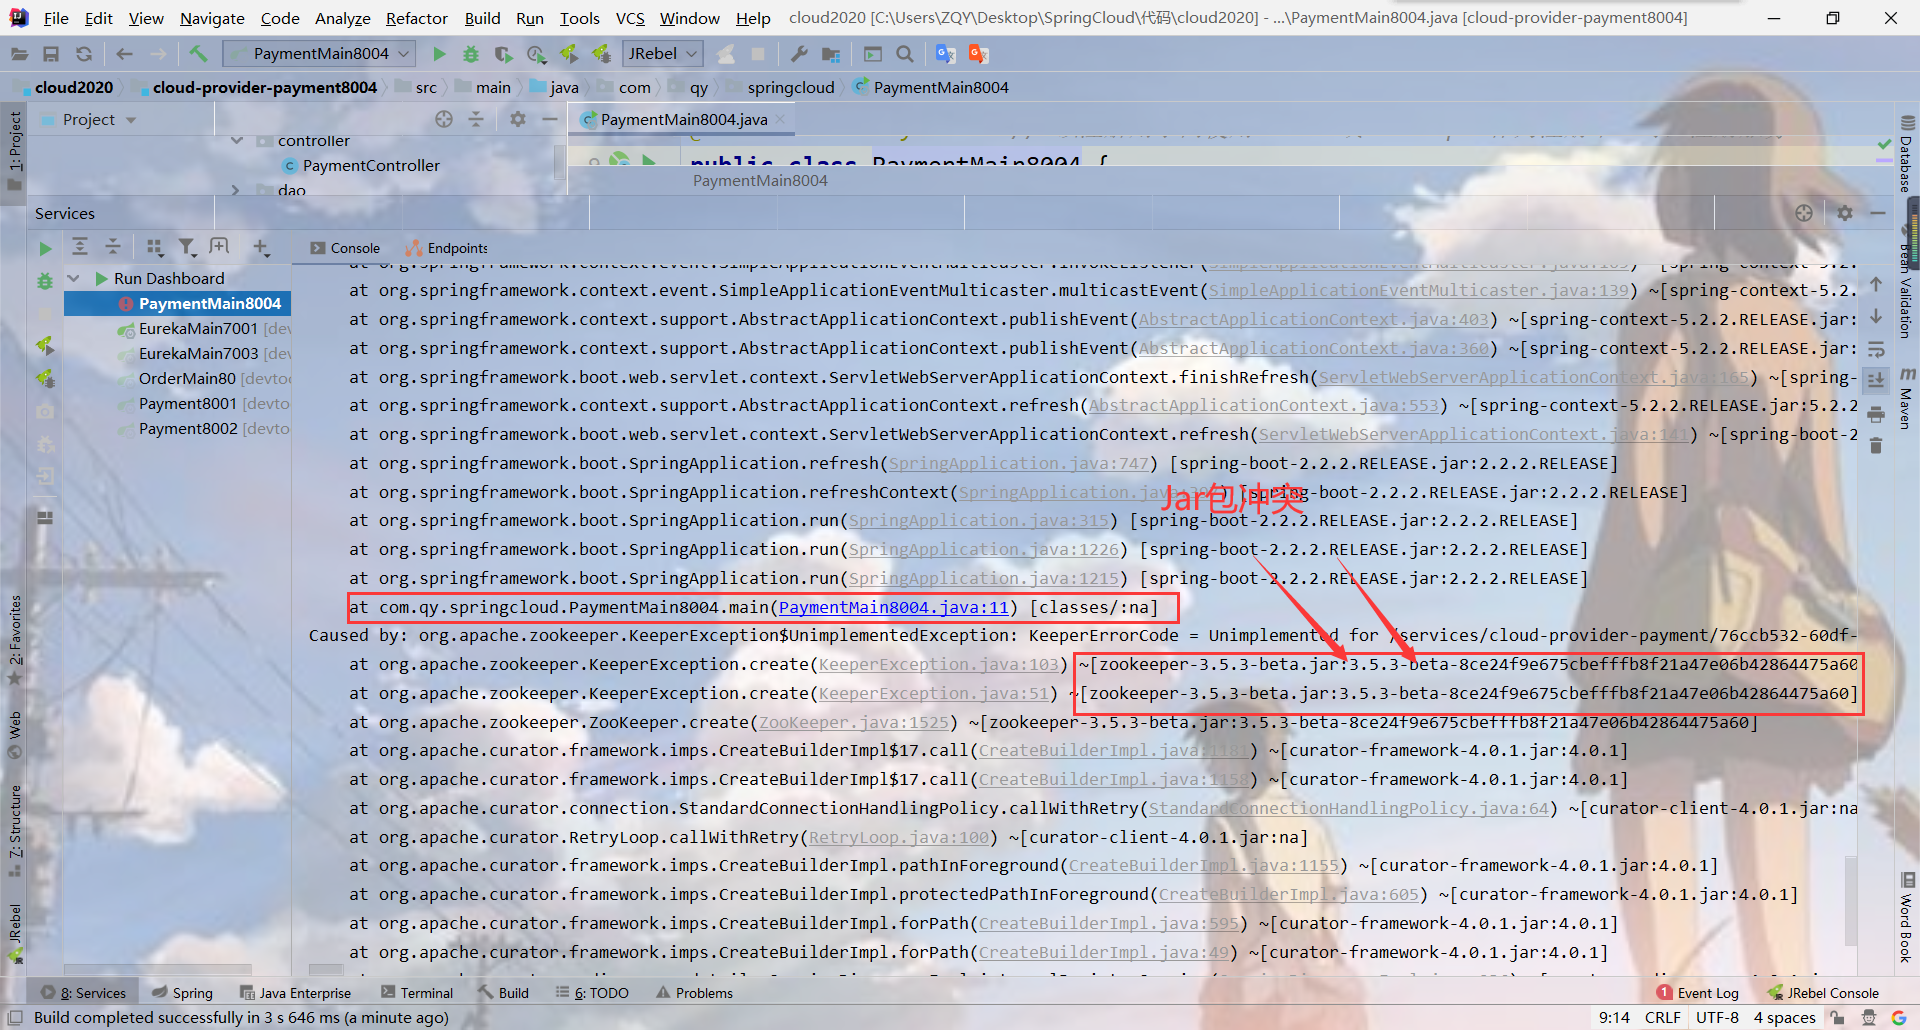 File Edit View Navigate Code Analyze Refactor Build Run Tools VCS Window Help cloud2020 [C:\Users\ZQY\Desktop\SpringCloud\代码\cloud2020] - ...\PaymentMain8004.java [cloud-provider-payment8004]
PaymentMain8004 JRebel
cloud2020 cloud-provider-payment8004 src main java com qy springcloud PaymentMain8004
1: Project
Project
PaymentMain8004.java
controller
PaymentController
dao
public class PaymentMain8004 {
PaymentMain8004
Database
Services
Console Endpoints
Bean Validation
Maven
Run Dashboard
PaymentMain8004
EurekaMain7001 [dev
EurekaMain7003 [dev
OrderMain80 [devtoo
Payment8001 [devto
Payment8002 [devto
at org.springframework.context.event.SimpleApplicationEventMulticaster.invokeListener(SimpleApplicationEventMulticaster.java:165) ~[spring-context-5.2.
at org.springframework.context.event.SimpleApplicationEventMulticaster.multicastEvent(SimpleApplicationEventMulticaster.java:139) ~[spring-context-5.2.
at org.springframework.context.support.AbstractApplicationContext.publishEvent(AbstractApplicationContext.java:403) ~[spring-context-5.2.2.RELEASE.jar:
at org.springframework.context.support.AbstractApplicationContext.publishEvent(AbstractApplicationContext.java:360) ~[spring-context-5.2.2.RELEASE.jar:
at org.springframework.boot.web.servlet.context.ServletWebServerApplicationContext.finishRefresh(ServletWebServerApplicationContext.java:165) ~[spring-
at org.springframework.context.support.AbstractApplicationContext.refresh(AbstractApplicationContext.java:553) ~[spring-context-5.2.2.RELEASE.jar:5.2.2
at org.springframework.boot.web.servlet.context.ServletWebServerApplicationContext.refresh(ServletWebServerApplicationContext.java:141) ~[spring-boot-2
at org.springframework.boot.SpringApplication.refresh(SpringApplication.java:747) [spring-boot-2.2.2.RELEASE.jar:2.2.2.RELEASE]
at org.springframework.boot.SpringApplication.refreshContext(SpringApplication.java [spring-boot-2.2.2.RELEASE.jar:2.2.2.RELEASE]
Jar包冲突
at org.springframework.boot.SpringApplication.run(SpringApplication.java:315) [spring-boot-2.2.2.RELEASE.jar:2.2.2.RELEASE]
at org.springframework.boot.SpringApplication.run(SpringApplication.java:1226) [spring-boot-2.2.2.RELEASE.jar:2.2.2.RELEASE]
at org.springframework.boot.SpringApplication.run(SpringApplication.java:1215) [spring-boot-2.2.2.RELEASE.jar:2.2.2.RELEASE]
at com.qy.springcloud.PaymentMain8004.main(PaymentMain8004.java:11) [classes/:na]
Caused by: org.apache.zookeeper.KeeperException$UnimplementedException: KeeperErrorCode = Unimplemented for /services/cloud-provider-payment/76ccb532-60df-
at org.apache.zookeeper.KeeperException.create(KeeperException.java:103) ~[zookeeper-3.5.3-beta.jar:3.5.3-beta-8ce24f9e675cbefffb8f21a47e06b42864475a60
at org.apache.zookeeper.KeeperException.create(KeeperException.java:51) ~[zookeeper-3.5.3-beta.jar:3.5.3-beta-8ce24f9e675cbefffb8f21a47e06b42864475a60]
at org.apache.zookeeper.ZooKeeper.create(ZooKeeper.java:1525) ~[zookeeper-3.5.3-beta.jar:3.5.3-beta-8ce24f9e675cbefffb8f21a47e06b42864475a60]
at org.apache.curator.framework.imps.CreateBuilderImpl$17.call(CreateBuilderImpl.java:1181) ~[curator-framework-4.0.1.jar:4.0.1]
at org.apache.curator.framework.imps.CreateBuilderImpl$17.call(CreateBuilderImpl.java:1158) ~[curator-framework-4.0.1.jar:4.0.1]
at org.apache.curator.connection.StandardConnectionHandlingPolicy.callWithRetry(StandardConnectionHandlingPolicy.java:64) ~[curator-client-4.0.1.jar:na
at org.apache.curator.RetryLoop.callWithRetry(RetryLoop.java:100) ~[curator-client-4.0.1.jar:na]
at org.apache.curator.framework.imps.CreateBuilderImpl.pathInForeground(CreateBuilderImpl.java:1155) ~[curator-framework-4.0.1.jar:4.0.1]
at org.apache.curator.framework.imps.CreateBuilderImpl.protectedPathInForeground(CreateBuilderImpl.java:605) ~[curator-framework-4.0.1.jar:4.0.1]
at org.apache.curator.framework.imps.CreateBuilderImpl.forPath(CreateBuilderImpl.java:595) ~[curator-framework-4.0.1.jar:4.0.1]
at org.apache.curator.framework.imps.CreateBuilderImpl.forPath(CreateBuilderImpl.java:49) ~[curator-framework-4.0.1.jar:4.0.1]
2: Favorites
Web
Z: Structure
JRebel
Word Book
8: Services Spring Java Enterprise Terminal Build 6: TODO Problems 1 Event Log JRebel Console
Build completed successfully in 3 s 646 ms (a minute ago) 9:14 CRLF UTF-8 4 spaces